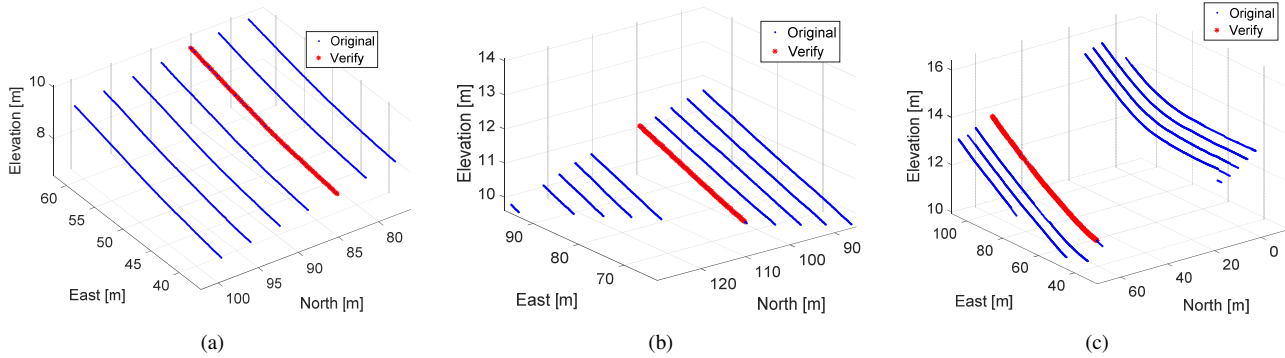 Original
Verify
10
8
Elevation [m]
60
55
50
45
40
East [m]
100
95
90
85
80
North [m]
(a)
Original
Verify
14
13
12
11
10
Elevation [m]
90
80
70
East [m]
120
110
100
90
North [m]
(b)
Original
Verify
16
14
12
10
Elevation [m]
100
80
60
40
East [m]
60
40
20
0
North [m]
(c)